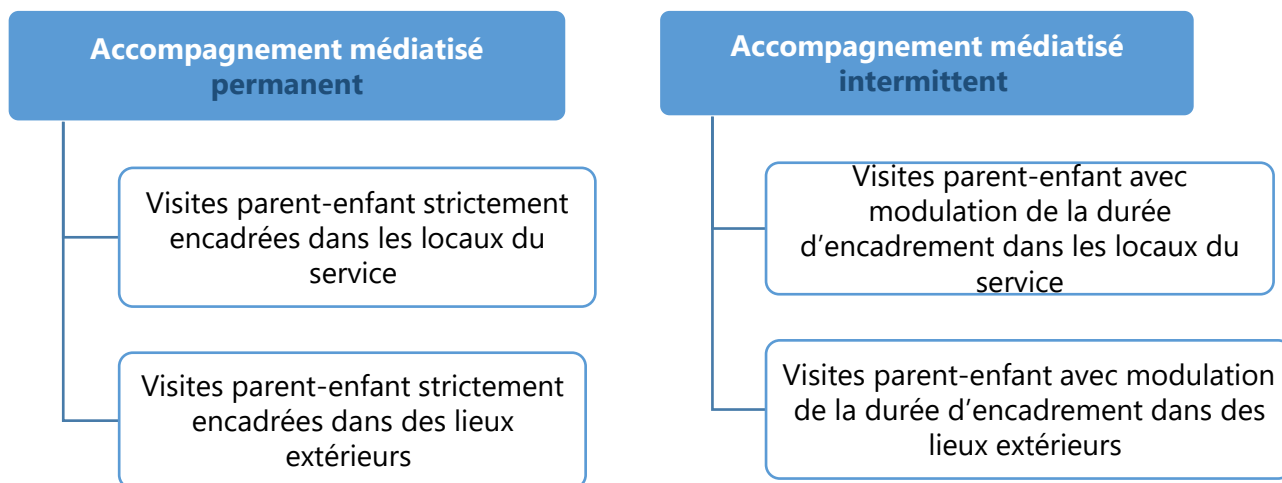 Accompagnement médiatisé
permanent
Visites parent-enfant strictement
encadrées dans les locaux du
service
Visites parent-enfant strictement
encadrées dans des lieux
extérieurs
Accompagnement médiatisé
intermittent
Visites parent-enfant avec
modulation de la durée
d’encadrement dans les locaux du
service
Visites parent-enfant avec modulation
de la durée d’encadrement dans des
lieux extérieurs